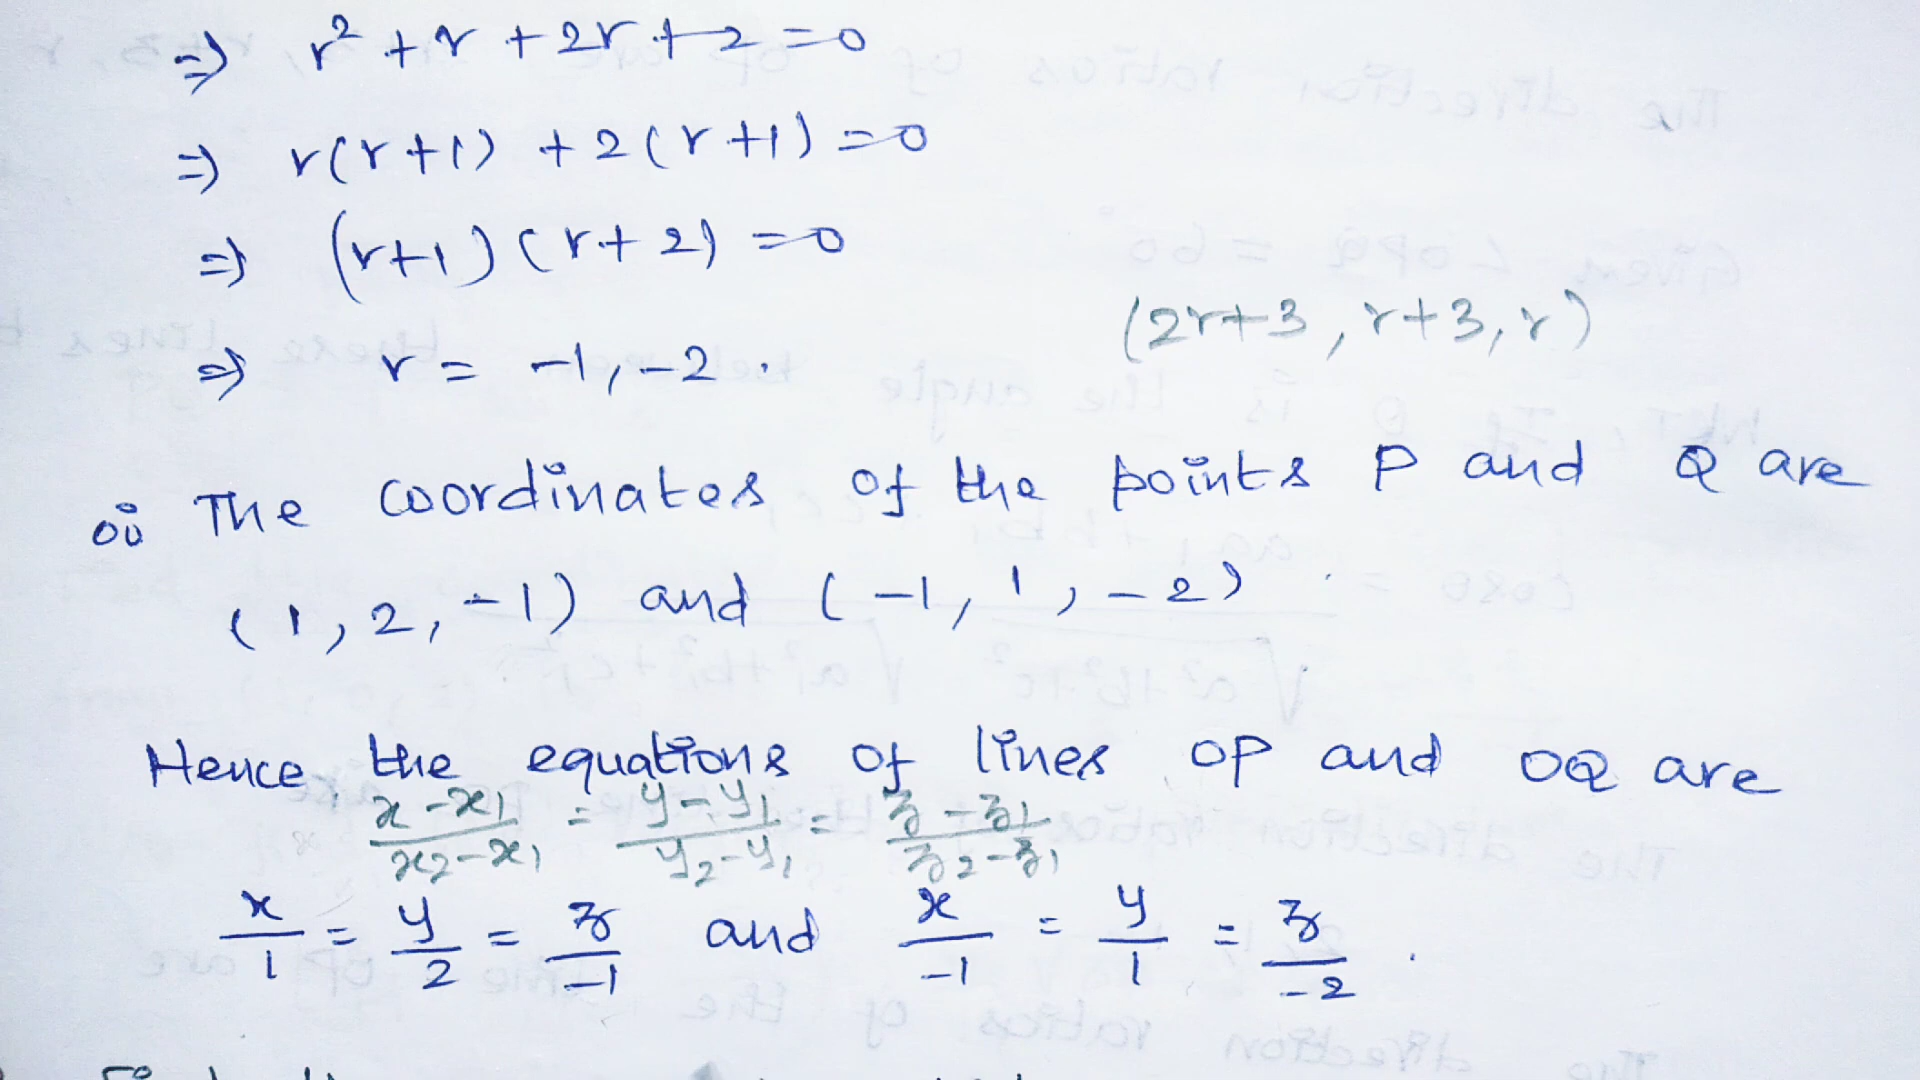 ⇒ r² + r + 2r + 2 = 0
⇒ r(r+1) + 2(r+1) = 0
⇒ (r+1)(r+2) = 0
(2r+3, r+3, r)
⇒ r = -1, -2.
∴ The coordinates of the points P and Q are
(1, 2, -1) and (-1, 1, -2).
Hence the equations of lines OP and OQ are
(x-x₁)/(x₂-x₁) = (y-y₁)/(y₂-y₁) = (z-z₁)/(z₂-z₁)
x/1 = y/2 = z/-1 and x/-1 = y/1 = z/-2.